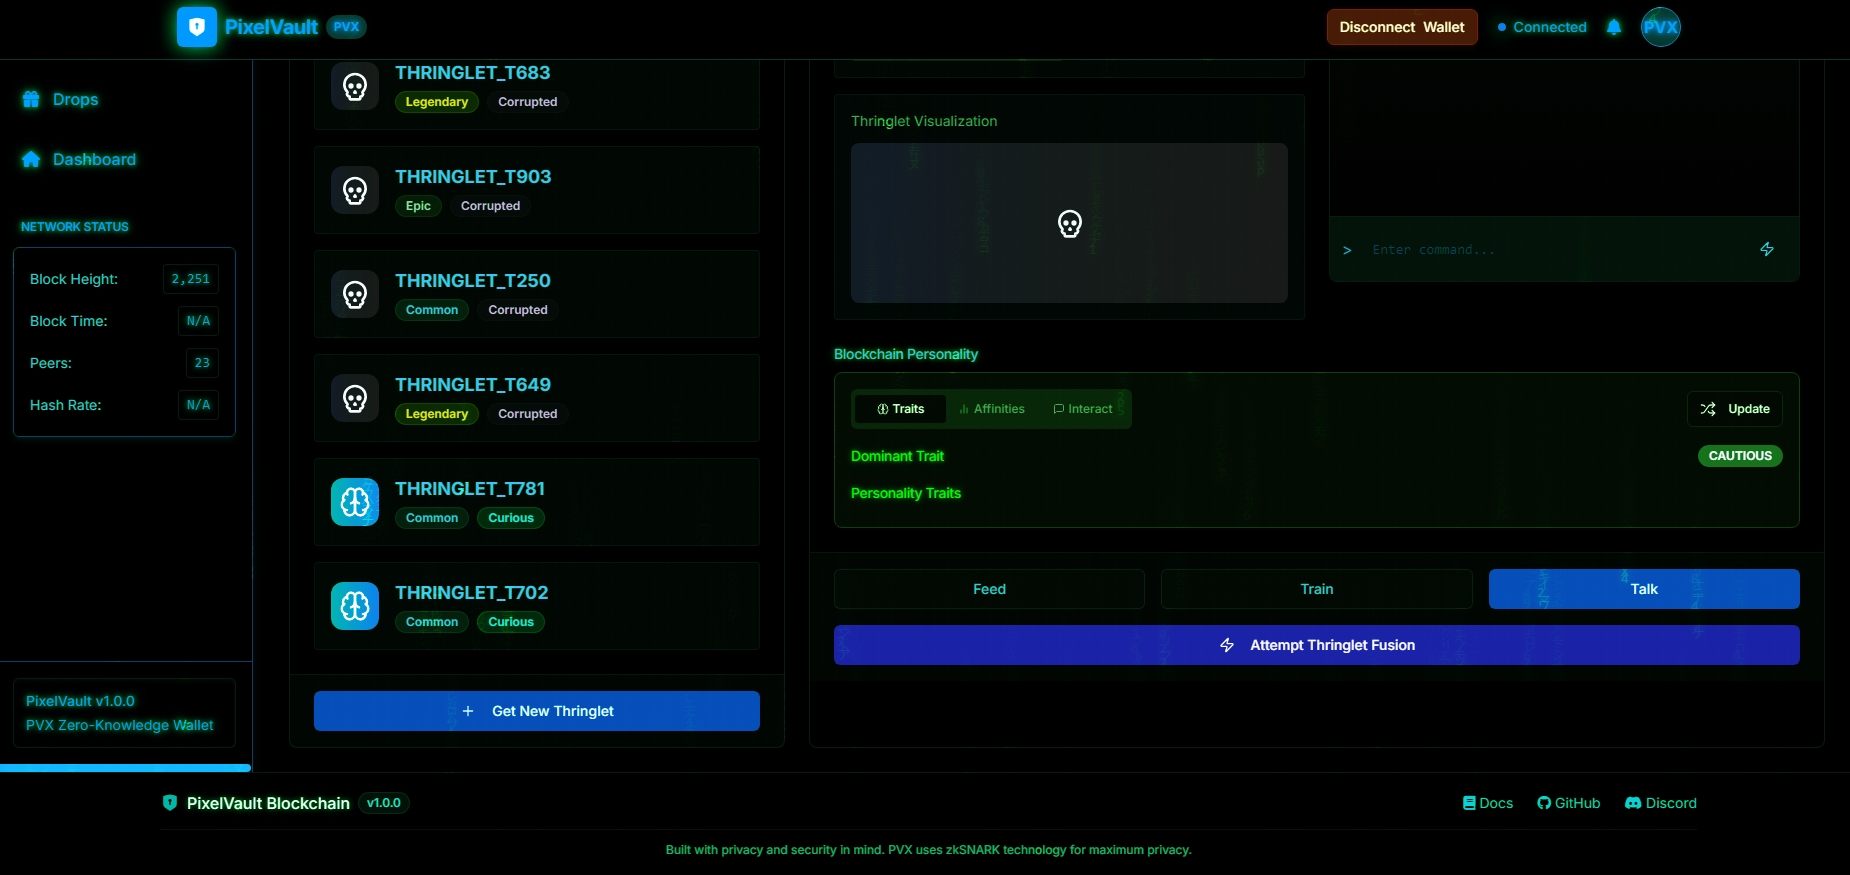 PixelVault PVX
Disconnect Wallet
Connected
PVX
Drops
Dashboard
NETWORK STATUS
Block Height: 2,251
Block Time: N/A
Peers: 23
Hash Rate: N/A
PixelVault v1.0.0
PVX Zero-Knowledge Wallet
THRINGLET_T683
Legendary Corrupted
THRINGLET_T903
Epic Corrupted
THRINGLET_T250
Common Corrupted
THRINGLET_T649
Legendary Corrupted
THRINGLET_T781
Common Curious
THRINGLET_T702
Common Curious
+ Get New Thringlet
Thringlet Visualization
> Enter command...
Blockchain Personality
Traits Affinities Interact
Update
Dominant Trait CAUTIOUS
Personality Traits
Feed Train Talk
Attempt Thringlet Fusion
PixelVault Blockchain v1.0.0
Docs GitHub Discord
Built with privacy and security in mind. PVX uses zkSNARK technology for maximum privacy.